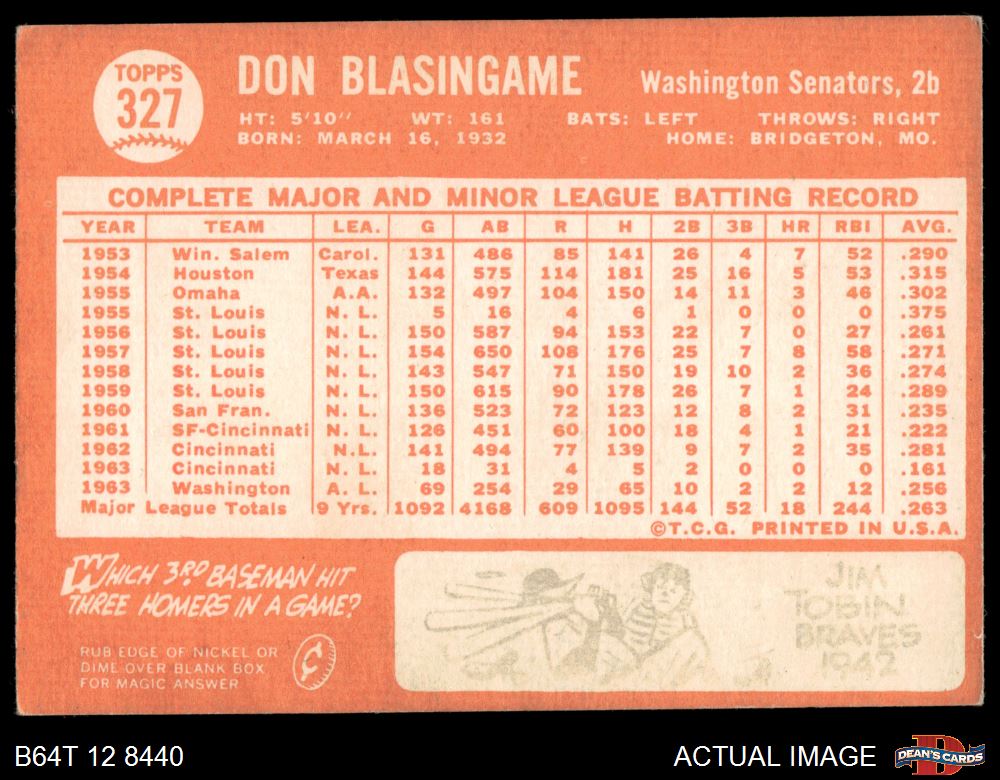 TOPPS
327
DON BLASINGAME Washington Senators, 2b
HT: 5'10" WT: 161 BATS: LEFT THROWS: RIGHT
BORN: MARCH 16, 1932 HOME: BRIDGETON, MO.
COMPLETE MAJOR AND MINOR LEAGUE BATTING RECORD
YEAR TEAM LEA. G AB R H 2B 3B HR RBI AVG.
1953 Win. Salem Carol. 131 486 85 141 26 4 7 52 .290
1954 Houston Texas 144 575 114 181 25 16 5 53 .315
1955 Omaha A.A. 132 497 104 150 14 11 3 46 .302
1955 St. Louis N. L. 5 16 4 6 1 0 0 0 .375
1956 St. Louis N. L. 150 587 94 153 22 7 0 27 .261
1957 St. Louis N. L. 154 650 108 176 25 7 8 58 .271
1958 St. Louis N. L. 143 547 71 150 19 10 2 36 .274
1959 St. Louis N. L. 150 615 90 178 26 7 1 24 .289
1960 San Fran. N. L. 136 523 72 123 12 8 2 31 .235
1961 SF-Cincinnati N. L. 126 451 60 100 18 4 1 21 .222
1962 Cincinnati N.L. 141 494 77 139 9 7 2 35 .281
1963 Cincinnati N. L. 18 31 4 5 2 0 0 0 .161
1963 Washington A. L. 69 254 29 65 10 2 2 12 .256
Major League Totals 9 Yrs. 1092 4168 609 1095 144 52 18 244 .263
©T.C.G. PRINTED IN U.S.A.
WHICH 3RD BASEMAN HIT
THREE HOMERS IN A GAME?
RUB EDGE OF NICKEL OR
DIME OVER BLANK BOX
FOR MAGIC ANSWER
JIM
TOBIN
BRAVES
1942
B64T 12 8440 ACTUAL IMAGE DEAN'S CARDS